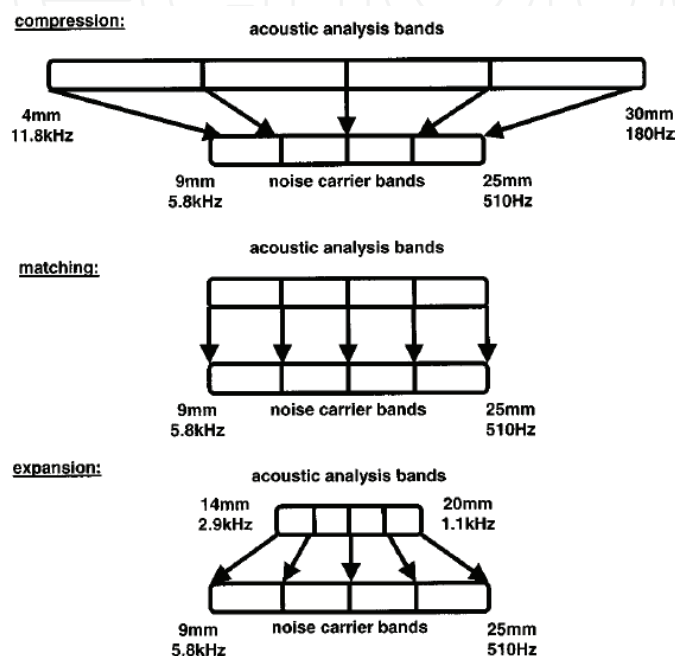 compression:
acoustic analysis bands
4mm
11.8kHz
30mm
180Hz
9mm
5.8kHz
noise carrier bands
25mm
510Hz
acoustic analysis bands
matching:
9mm
5.8kHz
noise carrier bands
25mm
510Hz
expansion:
acoustic analysis bands
14mm
2.9kHz
20mm
1.1kHz
9mm
5.8kHz
noise carrier bands
25mm
510Hz